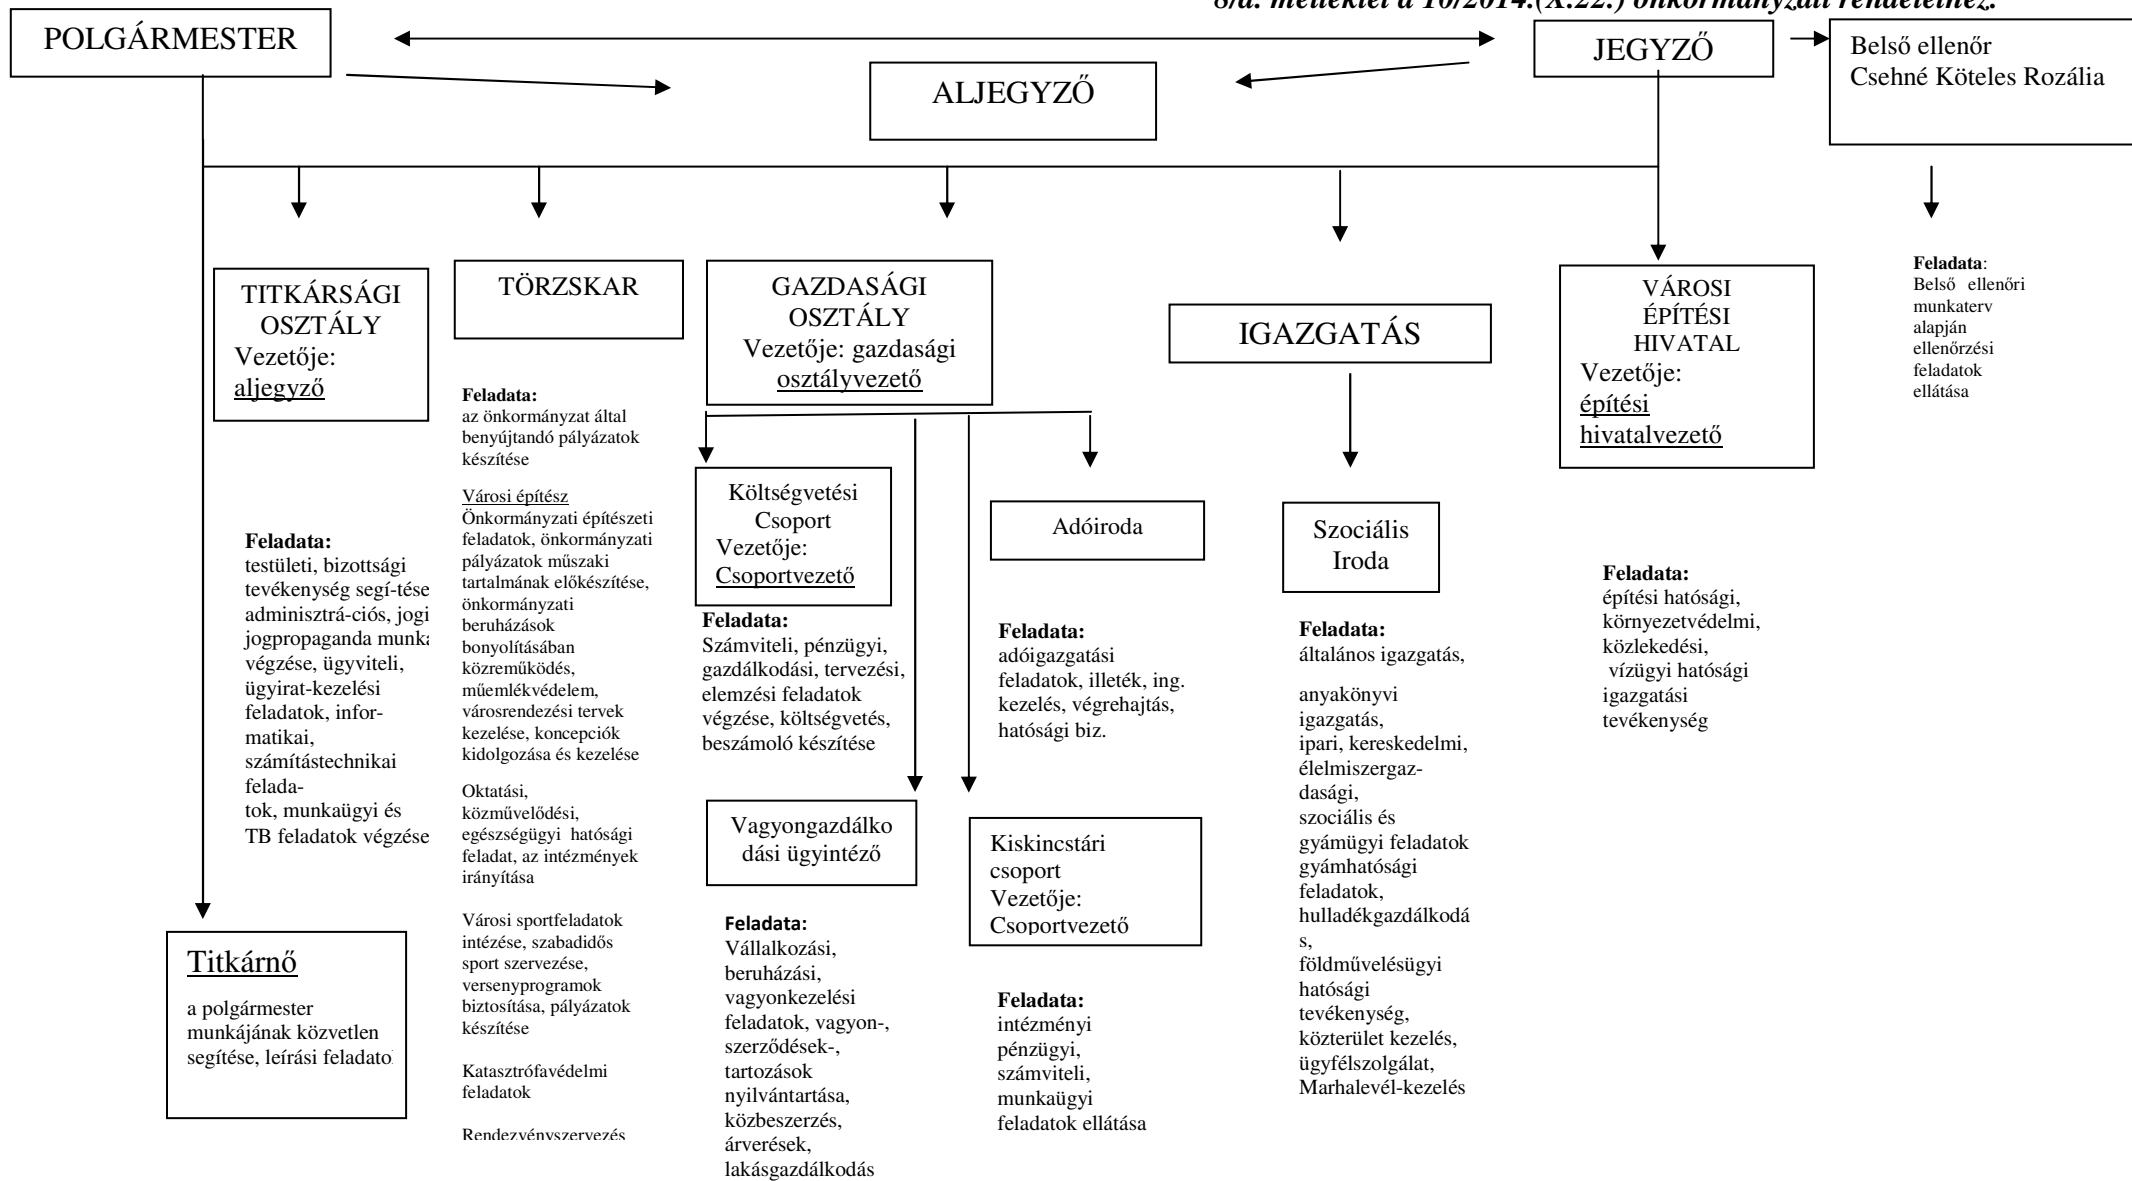 8/a. melléklet a 10/2014.(X.22.) önkormányzati rendelethez.
POLGÁRMESTER
ALJEGYZŐ
JEGYZŐ
Belső ellenőr
Csehné Köteles Rozália
TITKÁRSÁGI
OSZTÁLY
Vezetője:
aljegyző
Feladata:
testületi, bizottsági
tevékenység segí-tése
adminisztrá-ciós, jogi
jogpropaganda munka
végzése, ügyviteli,
ügyirat-kezelési
feladatok, infor-
matikai,
számítástechnikai
felada-
tok, munkaügyi és
TB feladatok végzése
Titkárnő
a polgármester
munkájának közvetlen
segítése, leírási feladato
TÖRZSKAR
Feladata:
az önkormányzat által
benyújtandó pályázatok
készítése
Városi építész
Önkormányzati építészeti
feladatok, önkormányzati
pályázatok műszaki
tartalmának előkészítése,
önkormányzati
beruházások
bonyolításában
közreműködés,
műemlékvédelem,
városrendezési tervek
kezelése, koncepciók
kidolgozása és kezelése
Oktatási,
közművelődési,
egészségügyi hatósági
feladat, az intézmények
irányítása
Városi sportfeladatok
intézése, szabadidős
sport szervezése,
versenyprogramok
biztosítása, pályázatok
készítése
Katasztrófavédelmi
feladatok
Rendezvényszervezés
GAZDASÁGI
OSZTÁLY
Vezetője: gazdasági
osztályvezető
Költségvetési
Csoport
Vezetője:
Csoportvezető
Feladata:
Számviteli, pénzügyi,
gazdálkodási, tervezési,
elemzési feladatok
végzése, költségvetés,
beszámoló készítése
Vagyongazdálko
dási ügyintéző
Feladata:
Vállalkozási,
beruházási,
vagyonkezelési
feladatok, vagyon-,
szerződések-,
tartozások
nyilvántartása,
közbeszerzés,
árverések,
lakásgazdálkodás
Adóiroda
Feladata:
adóigazgatási
feladatok, illeték, ing.
kezelés, végrehajtás,
hatósági biz.
Kiskincstári
csoport
Vezetője:
Csoportvezető
Feladata:
intézményi
pénzügyi,
számviteli,
munkaügyi
feladatok ellátása
IGAZGATÁS
Szociális
Iroda
Feladata:
általános igazgatás,
anyakönyvi
igazgatás,
ipari, kereskedelmi,
élelmiszergaz-
dasági,
szociális és
gyámügyi feladatok
gyámhatósági
feladatok,
hulladékgazdálkodá
s,
földművelésügyi
hatósági
tevékenység,
közterület kezelés,
ügyfélszolgálat,
Marhalevél-kezelés
VÁROSI
ÉPÍTÉSI
HIVATAL
Vezetője:
építési
hivatalvezető
Feladata:
építési hatósági,
környezetvédelmi,
közlekedési,
vízügyi hatósági
igazgatási
tevékenység
Feladata:
Belső ellenőri
munkaterv
alapján
ellenőrzési
feladatok
ellátása